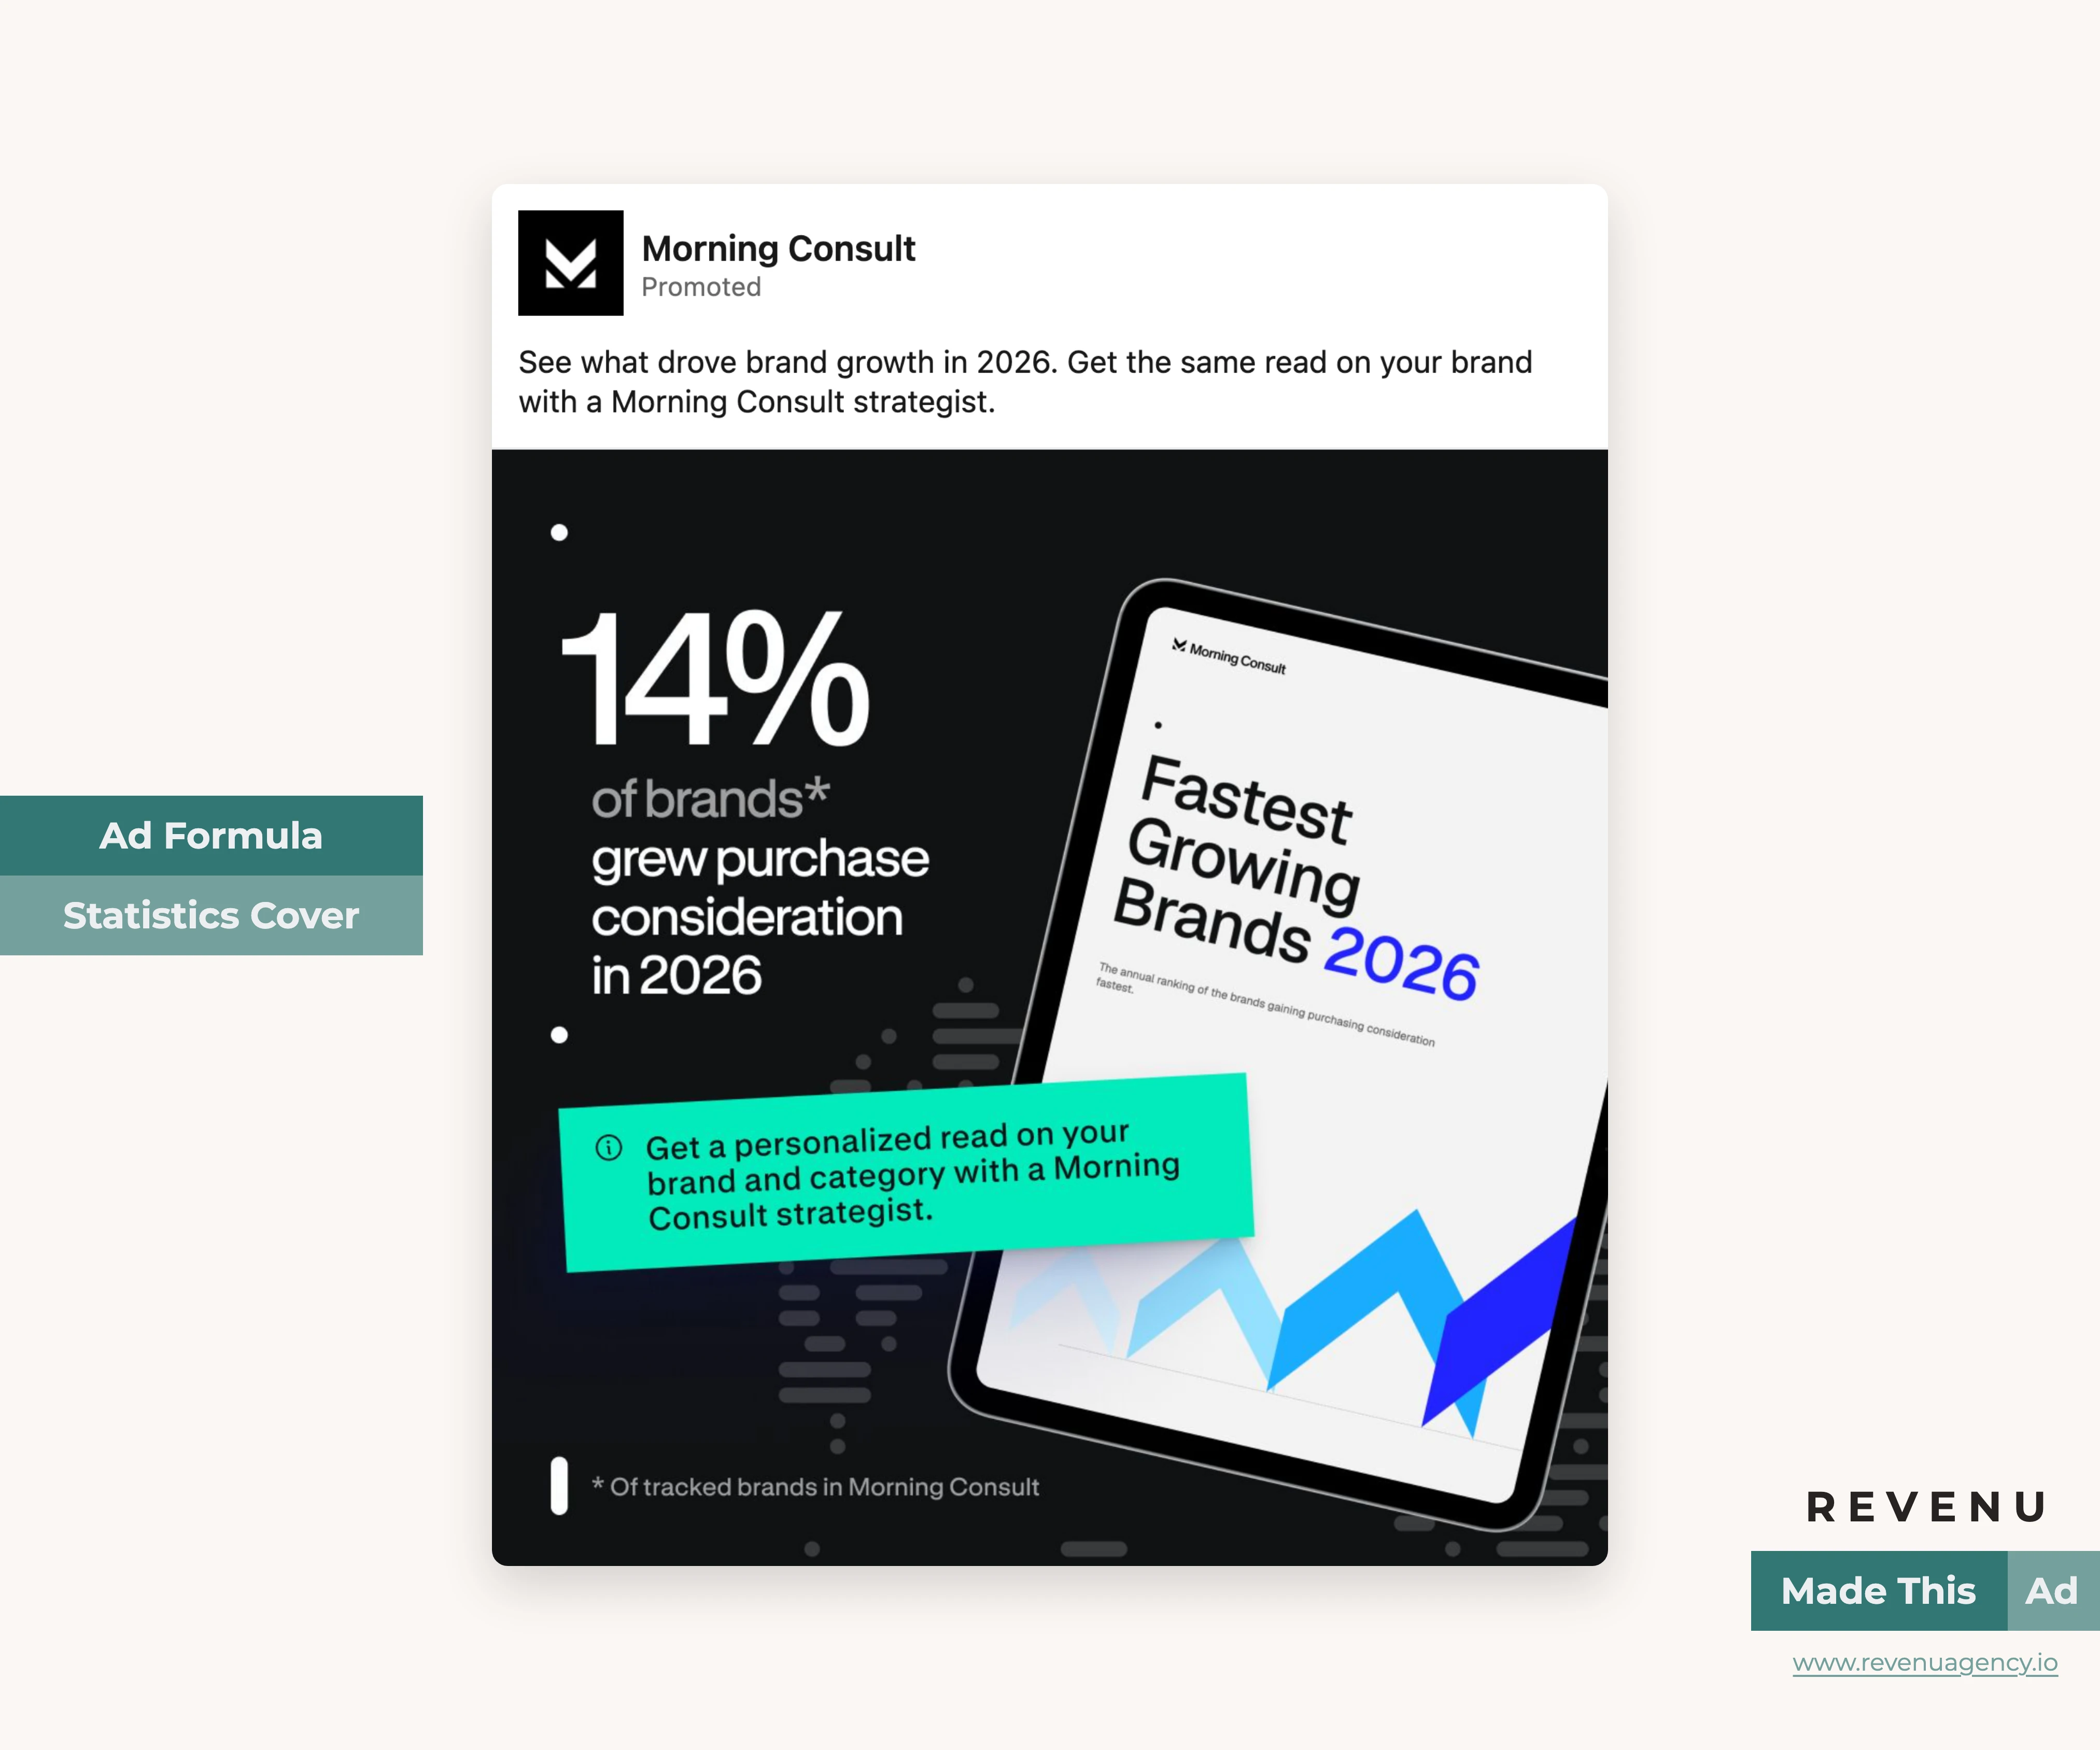 Morning Consult
Promoted
See what drove brand growth in 2026. Get the same read on your brand
with a Morning Consult strategist.
14%
of brands*
grew purchase
consideration
in 2026
Morning Consult
Fastest
Growing
Brands 2026
The annual ranking of the brands gaining purchasing consideration
fastest.
Get a personalized read on your
brand and category with a Morning
Consult strategist.
* Of tracked brands in Morning Consult
Ad Formula
Statistics Cover
REVENU
Made This Ad
www.revenuagency.io